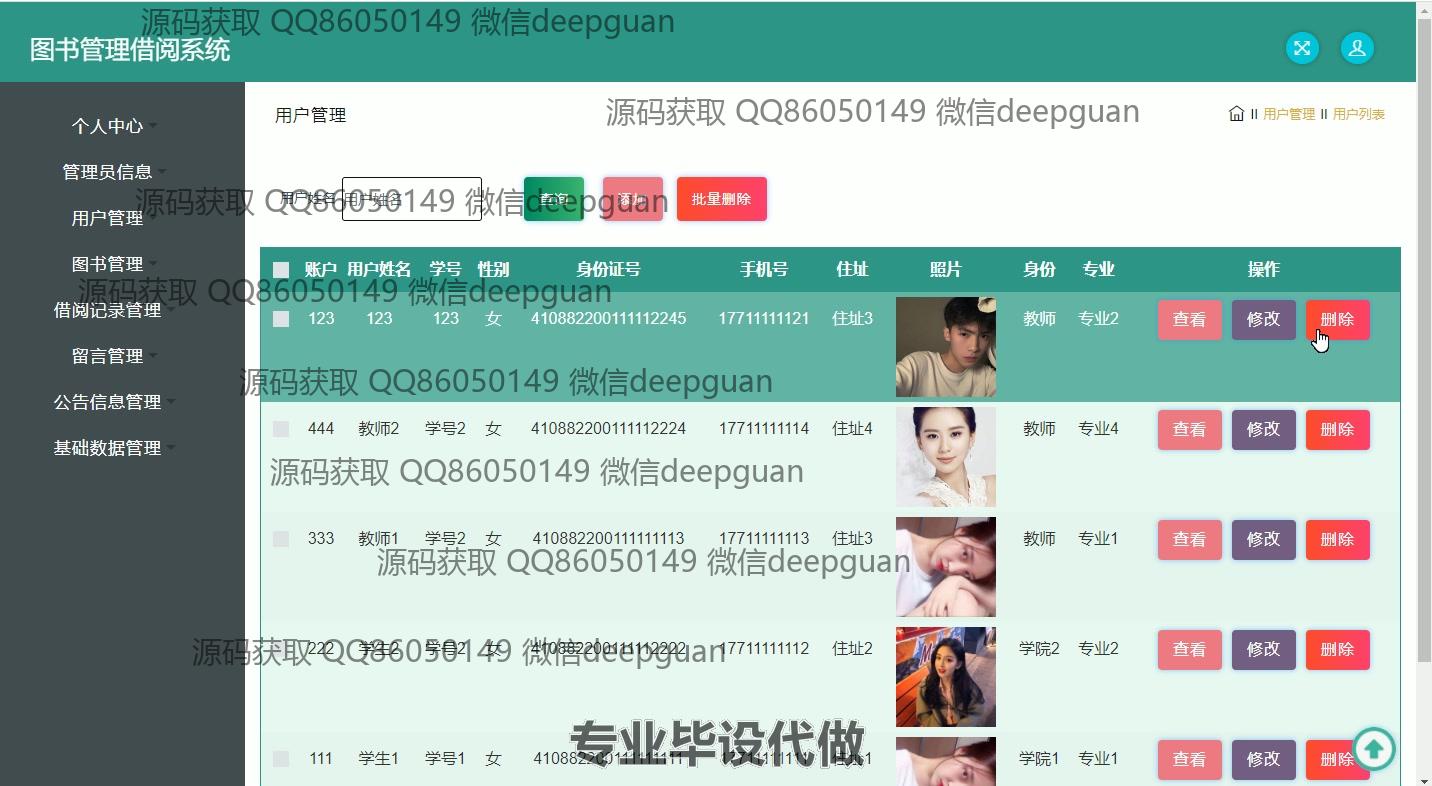 源码获取 QQ86050149 微信deepguan
图书管理借阅系统
源码获取 QQ86050149 微信deepguan
用户管理
II 用户管理 II 用户列表
个人中心
管理员信息
用户管理
图书管理
借阅记录管理
留言管理
公告信息管理
基础数据管理
源码获取 QQ86050149 微信deepguan
用户姓名 用户姓名 查询 添加 批量删除
账户 用户姓名 学号 性别 身份证号 手机号 住址 照片 身份 专业 操作
源码获取 QQ86050149 微信deepguan
123 123 123 女 410882200111112245 17711111121 住址3 教师 专业2 查看 修改 删除
源码获取 QQ86050149 微信deepguan
444 教师2 学号2 女 410882200111112224 17711111114 住址4 教师 专业4 查看 修改 删除
源码获取 QQ86050149 微信deepguan
333 教师1 学号2 女 410882200111111113 17711111113 住址3 教师 专业1 查看 修改 删除
源码获取 QQ86050149 微信deepguan
222 学生2 学号2 女 410882200111112222 17711111112 住址2 学院2 专业2 查看 修改 删除
源码获取 QQ86050149 微信deepguan
111 学生1 学号1 女 410882200111111111 17711111111 住址1 学院1 专业1 查看 修改 删除
专业毕设代做